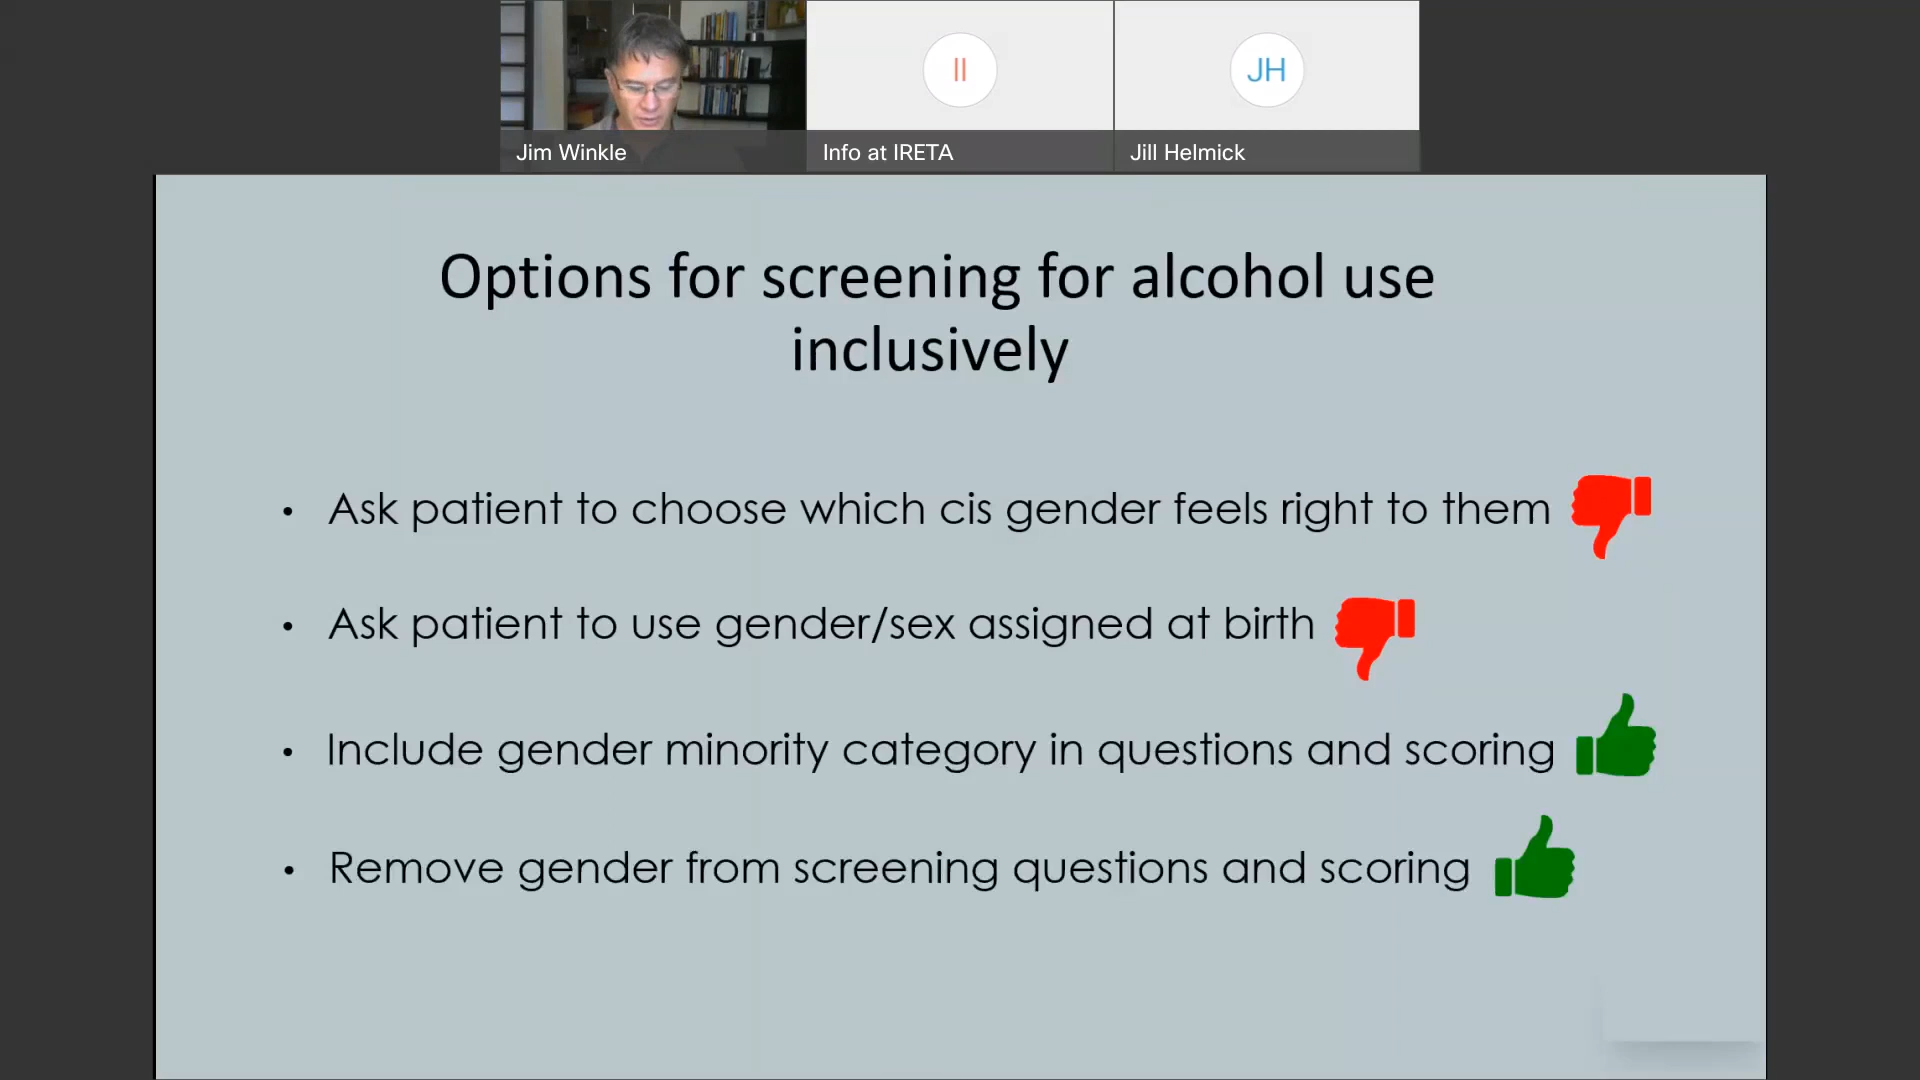 Jim Winkle
II
Info at IRETA
JH
Jill Helmick
Options for screening for alcohol use
inclusively
• Ask patient to choose which cis gender feels right to them
• Ask patient to use gender/sex assigned at birth
• Include gender minority category in questions and scoring
• Remove gender from screening questions and scoring